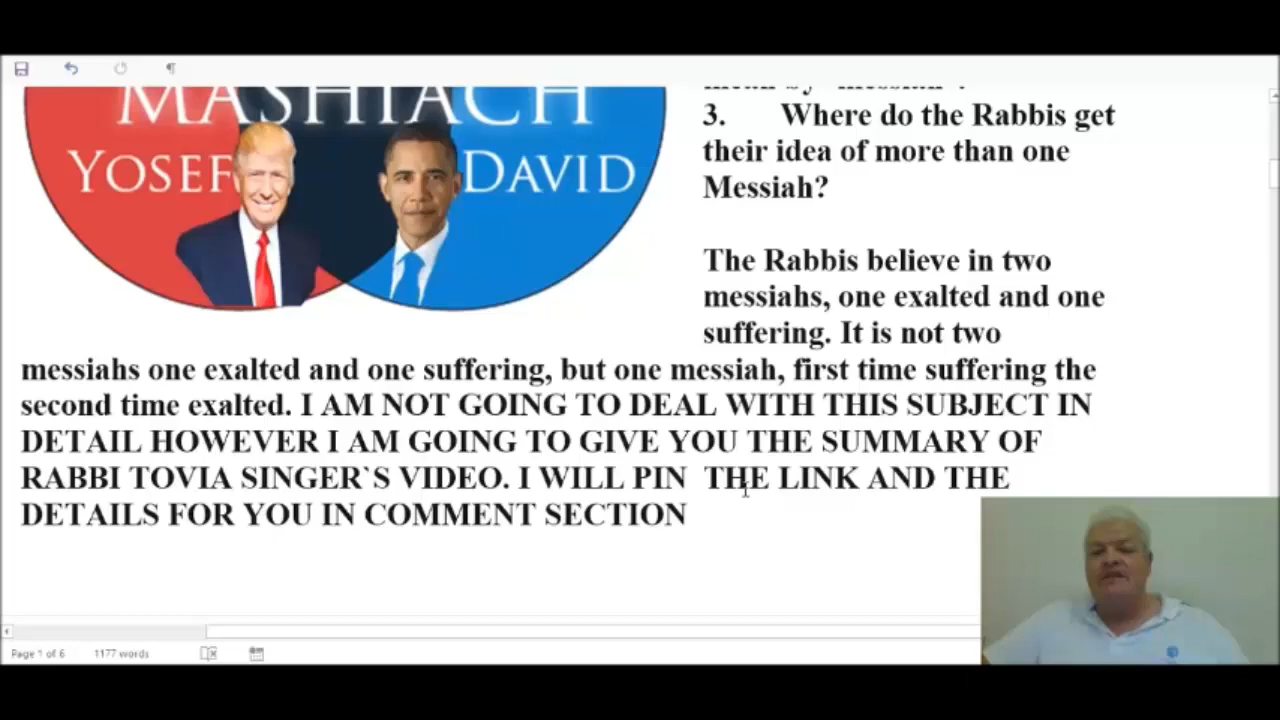 MASHIACH
YOSEF DAVID
3. Where do the Rabbis get
their idea of more than one
Messiah?
The Rabbis believe in two
messiahs, one exalted and one
suffering. It is not two
messiahs one exalted and one suffering, but one messiah, first time suffering the
second time exalted. I AM NOT GOING TO DEAL WITH THIS SUBJECT IN
DETAIL HOWEVER I AM GOING TO GIVE YOU THE SUMMARY OF
RABBI TOVIA SINGER`S VIDEO. I WILL PIN THE LINK AND THE
DETAILS FOR YOU IN COMMENT SECTION
Page 1 of 6 1177 words